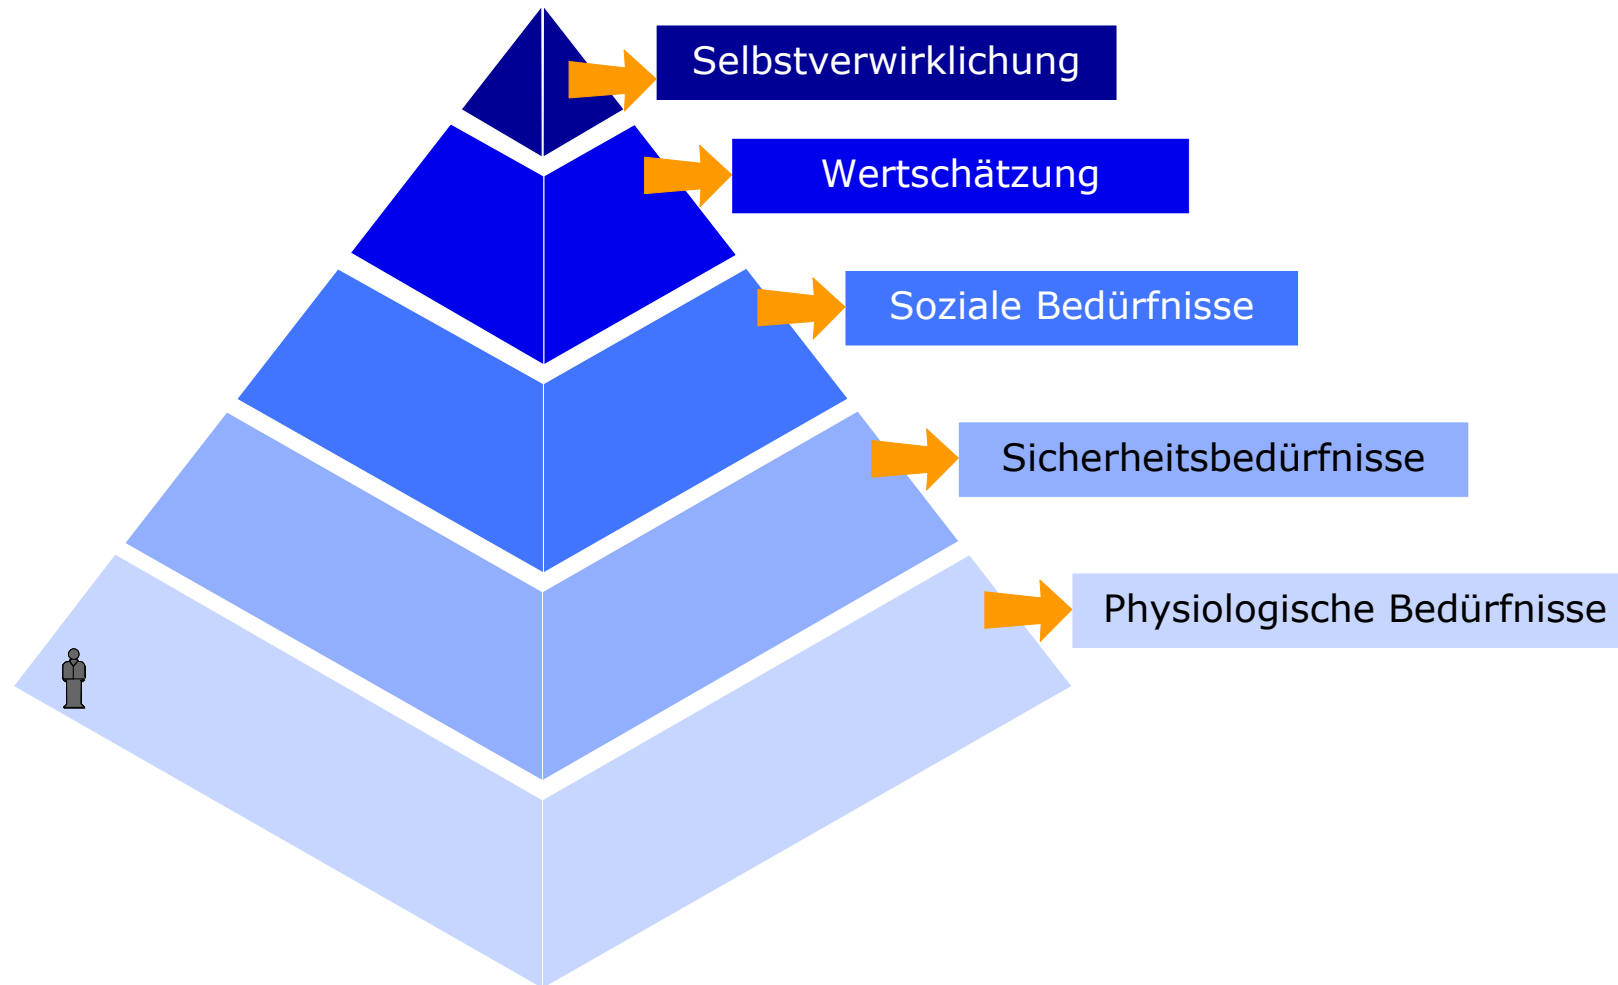 Selbstverwirklichung
Wertschätzung
Soziale Bedürfnisse
Sicherheitsbedürfnisse
Physiologische Bedürfnisse